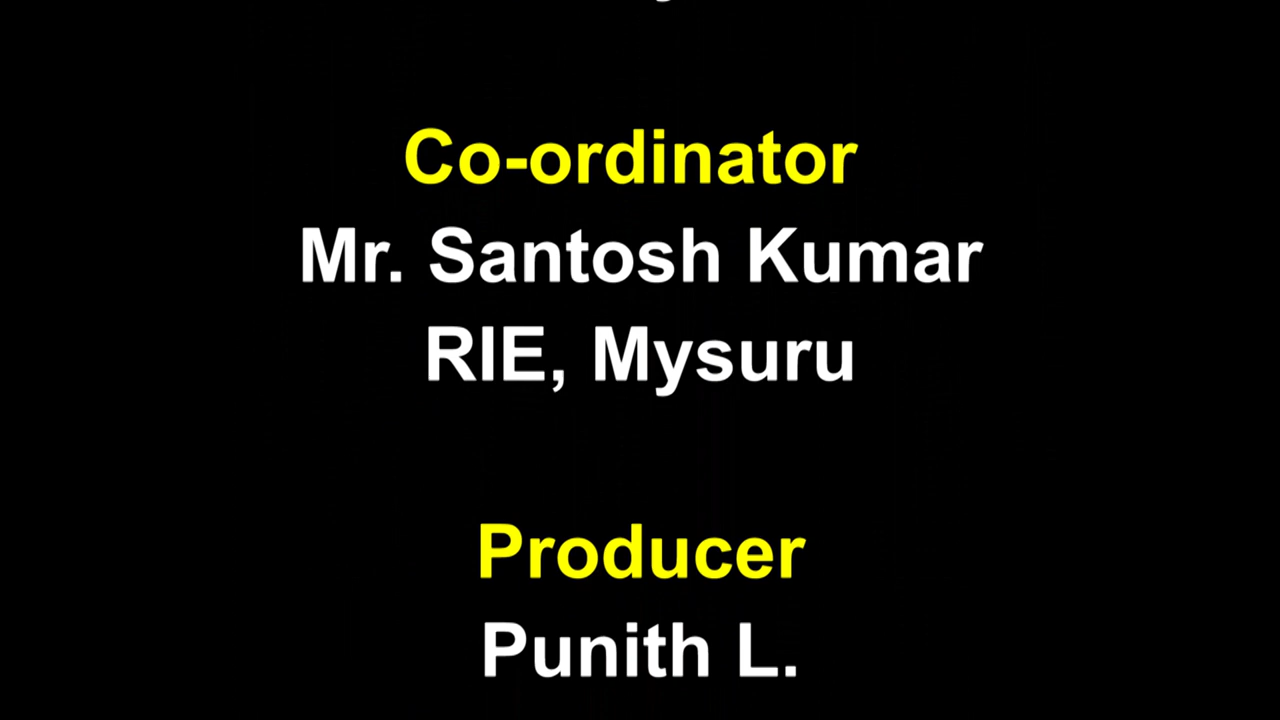 Co-ordinator
Mr. Santosh Kumar
RIE, Mysuru
Producer
Punith L.